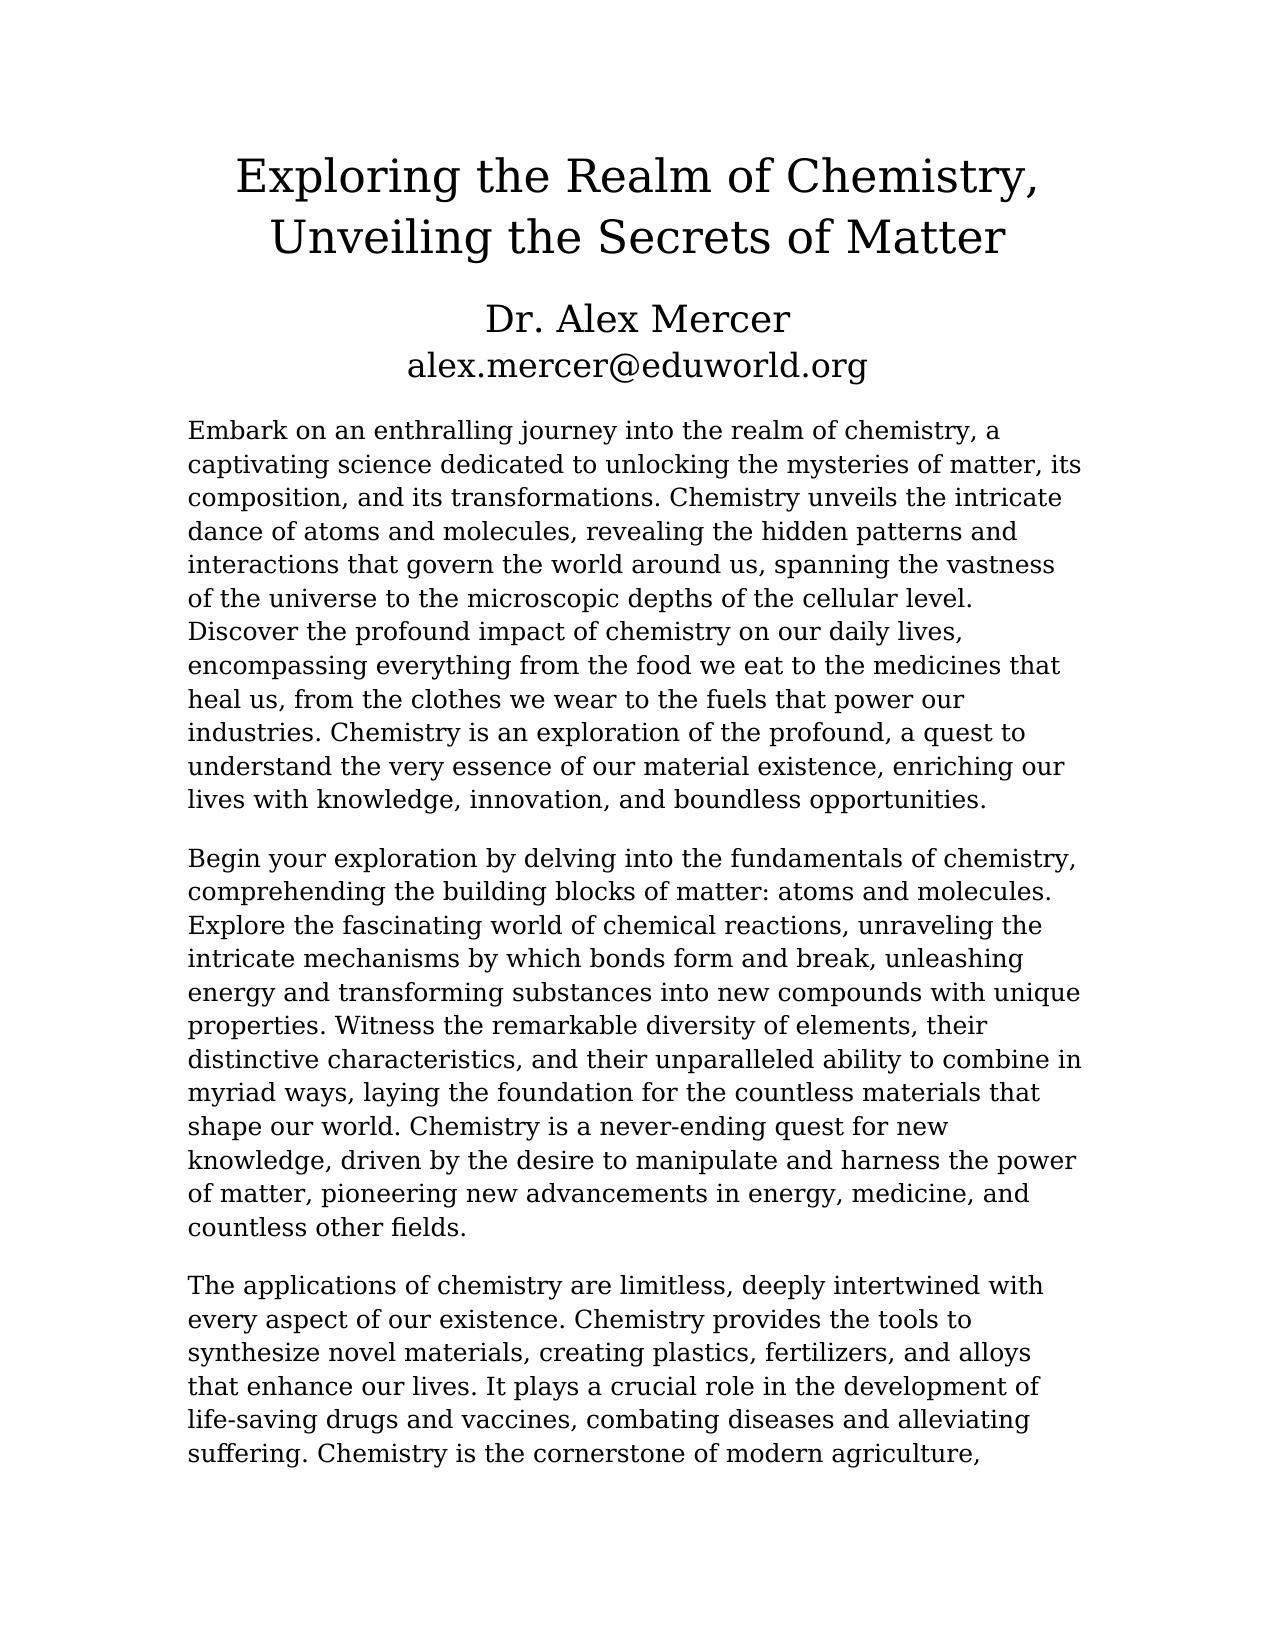 Exploring the Realm of Chemistry,
Unveiling the Secrets of Matter
Dr. Alex Mercer
alex.mercer@eduworld.org
Embark on an enthralling journey into the realm of chemistry, a
captivating science dedicated to unlocking the mysteries of matter, its
composition, and its transformations. Chemistry unveils the intricate
dance of atoms and molecules, revealing the hidden patterns and
interactions that govern the world around us, spanning the vastness
of the universe to the microscopic depths of the cellular level.
Discover the profound impact of chemistry on our daily lives,
encompassing everything from the food we eat to the medicines that
heal us, from the clothes we wear to the fuels that power our
industries. Chemistry is an exploration of the profound, a quest to
understand the very essence of our material existence, enriching our
lives with knowledge, innovation, and boundless opportunities.
Begin your exploration by delving into the fundamentals of chemistry,
comprehending the building blocks of matter: atoms and molecules.
Explore the fascinating world of chemical reactions, unraveling the
intricate mechanisms by which bonds form and break, unleashing
energy and transforming substances into new compounds with unique
properties. Witness the remarkable diversity of elements, their
distinctive characteristics, and their unparalleled ability to combine in
myriad ways, laying the foundation for the countless materials that
shape our world. Chemistry is a never-ending quest for new
knowledge, driven by the desire to manipulate and harness the power
of matter, pioneering new advancements in energy, medicine, and
countless other fields.
The applications of chemistry are limitless, deeply intertwined with
every aspect of our existence. Chemistry provides the tools to
synthesize novel materials, creating plastics, fertilizers, and alloys
that enhance our lives. It plays a crucial role in the development of
life-saving drugs and vaccines, combating diseases and alleviating
suffering. Chemistry is the cornerstone of modern agriculture,